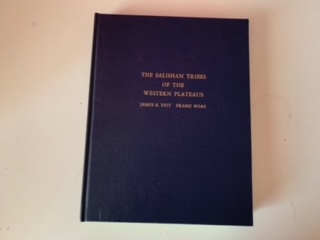 THE SALISHAN TRIBES
OF THE
WESTERN PLATEAUS
JAMES A. TEIT FRANZ BOAS